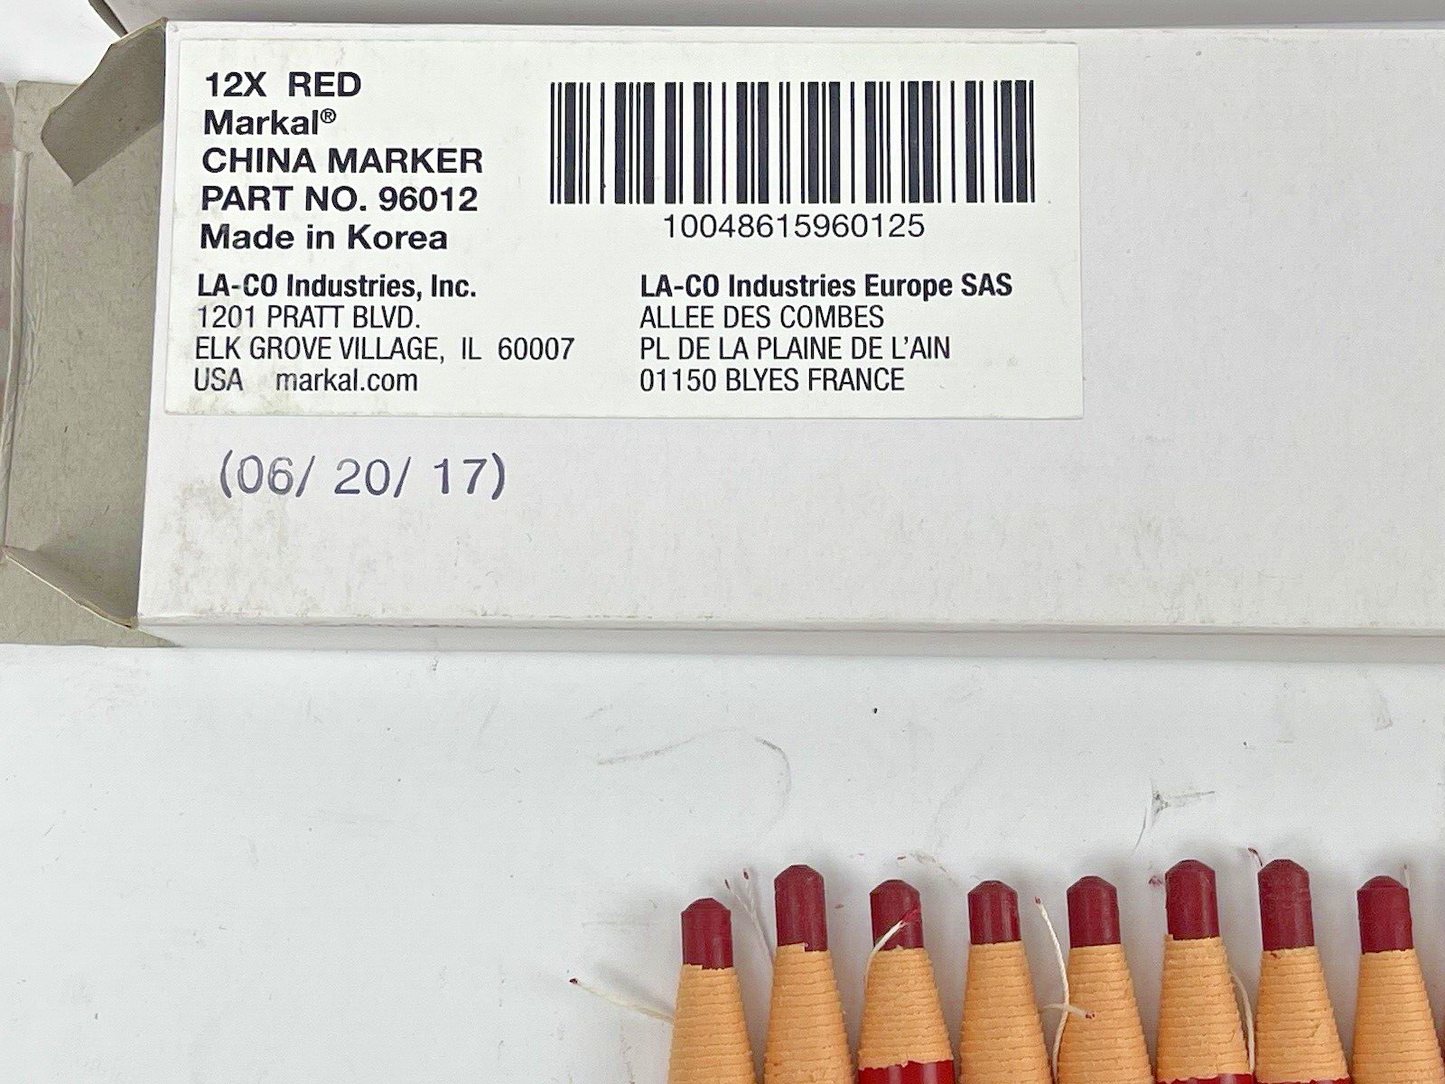 12X RED
Markal®
CHINA MARKER
PART NO. 96012
Made in Korea
10048615960125
LA-CO Industries, Inc.
1201 PRATT BLVD.
ELK GROVE VILLAGE, IL 60007
USA markal.com
LA-CO Industries Europe SAS
ALLEE DES COMBES
PL DE LA PLAINE DE L'AIN
01150 BLYES FRANCE
(06/ 20/ 17)